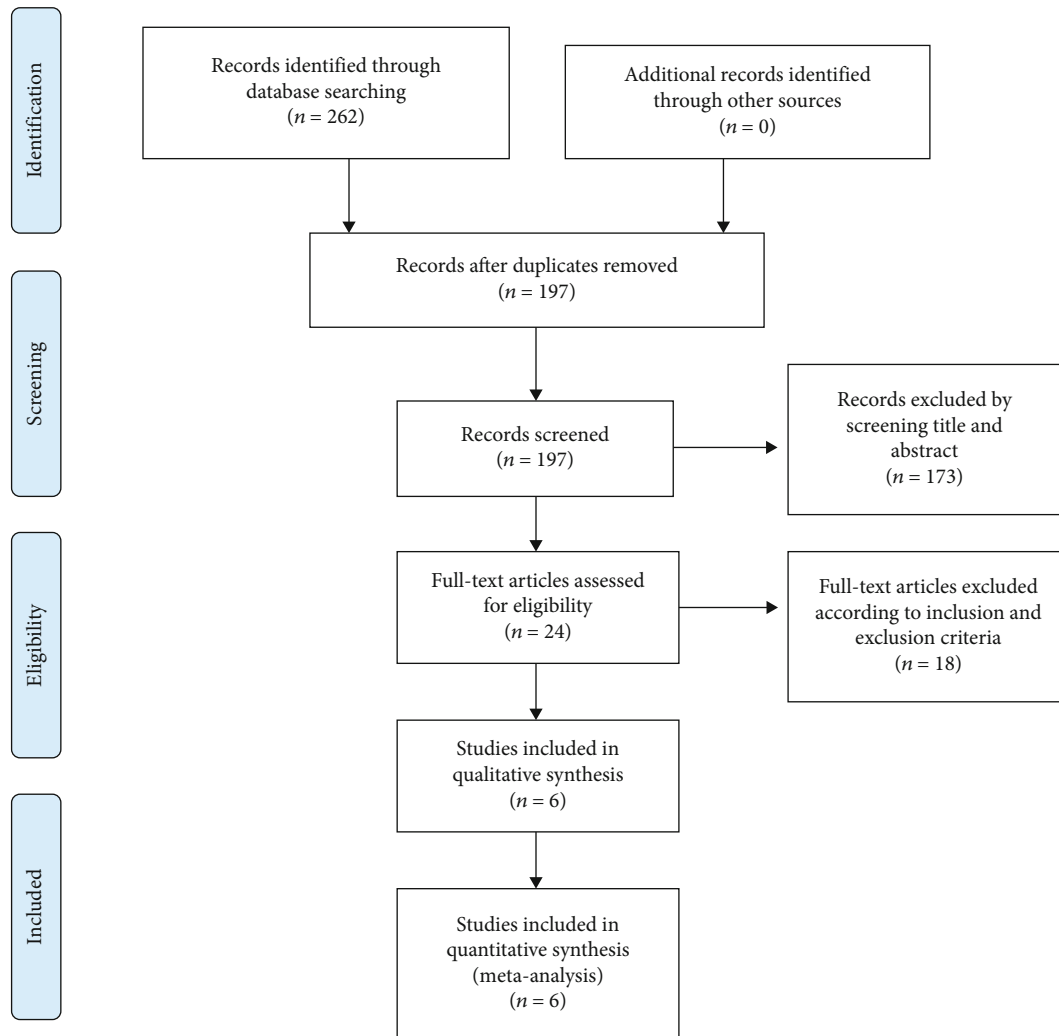 Identification
Records identified through
database searching
(n = 262)
Additional records identified
through other sources
(n = 0)
Records after duplicates removed
(n = 197)
Screening
Records screened
(n = 197)
Records excluded by
screening title and
abstract
(n = 173)
Eligibility
Full-text articles assessed
for eligibility
(n = 24)
Full-text articles excluded
according to inclusion and
exclusion criteria
(n = 18)
Studies included in
qualitative synthesis
(n = 6)
Included
Studies included in
quantitative synthesis
(meta-analysis)
(n = 6)